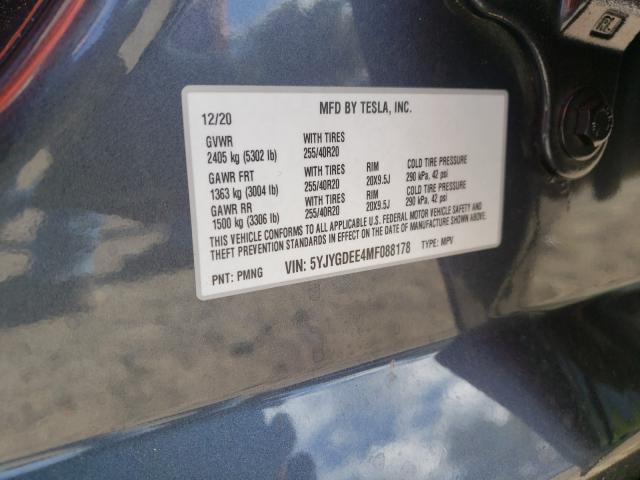 12/20 MFD BY TESLA, INC.
GVWR WITH TIRES
2405 kg (5302 lb) 255/40R20
GAWR FRT WITH TIRES RIM COLD TIRE PRESSURE
1363 kg (3004 lb) 255/40R20 20X9.5J 290 kPa, 42 psi
GAWR RR WITH TIRES RIM COLD TIRE PRESSURE
1500 kg (3306 lb) 255/40R20 20X9.5J 290 kPa, 42 psi
THIS VEHICLE CONFORMS TO ALL APPLICABLE U.S. FEDERAL MOTOR VEHICLE SAFETY AND
THEFT PREVENTION STANDARDS IN EFFECT ON THE DATE OF MANUFACTURE SHOWN ABOVE.
PNT: PMNG VIN: 5YJYGDEE4MF088178 TYPE: MPV